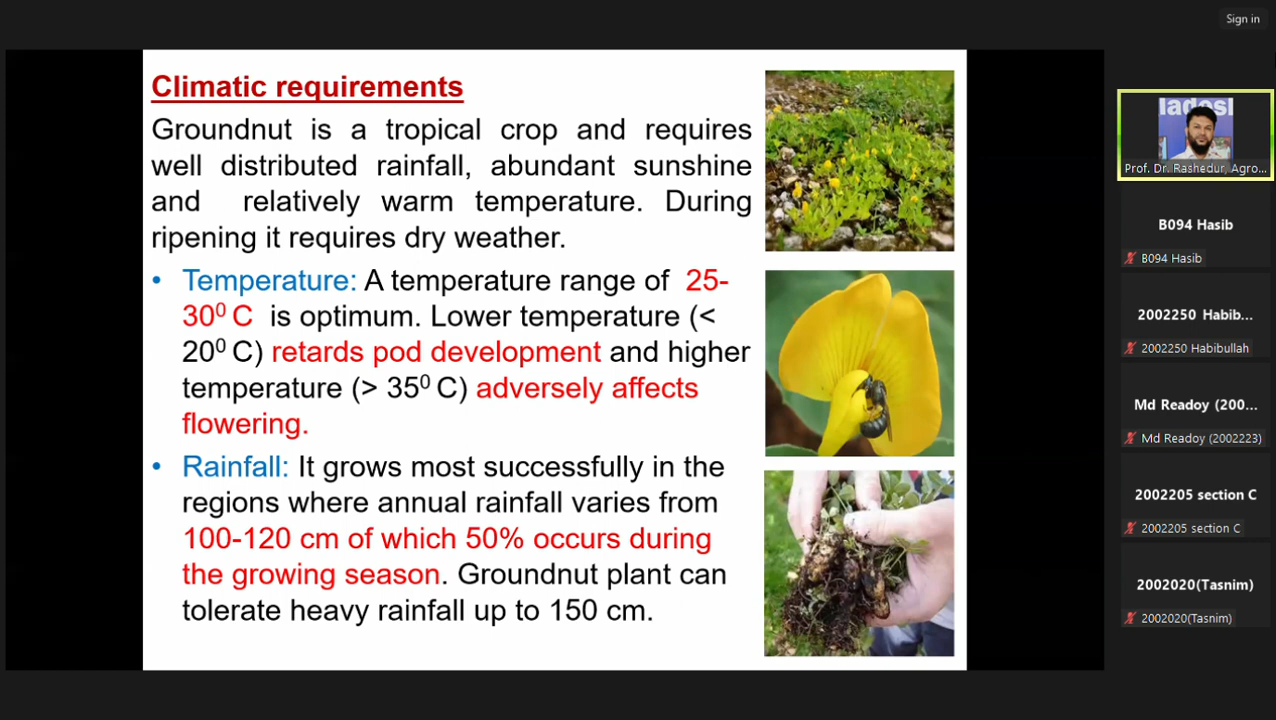 Sign in
Climatic requirements
Groundnut is a tropical crop and requires
well distributed rainfall, abundant sunshine
and relatively warm temperature. During
ripening it requires dry weather.
• Temperature: A temperature range of 25-
30⁰ C is optimum. Lower temperature (<
20⁰ C) retards pod development and higher
temperature (> 35⁰ C) adversely affects
flowering.
• Rainfall: It grows most successfully in the
regions where annual rainfall varies from
100-120 cm of which 50% occurs during
the growing season. Groundnut plant can
tolerate heavy rainfall up to 150 cm.
Prof. Dr. Rashedur, Agro...
B094 Hasib
B094 Hasib
2002250 Habib...
2002250 Habibullah
Md Readoy (200...
Md Readoy (2002223)
2002205 section C
2002205 section C
2002020(Tasnim)
2002020(Tasnim)